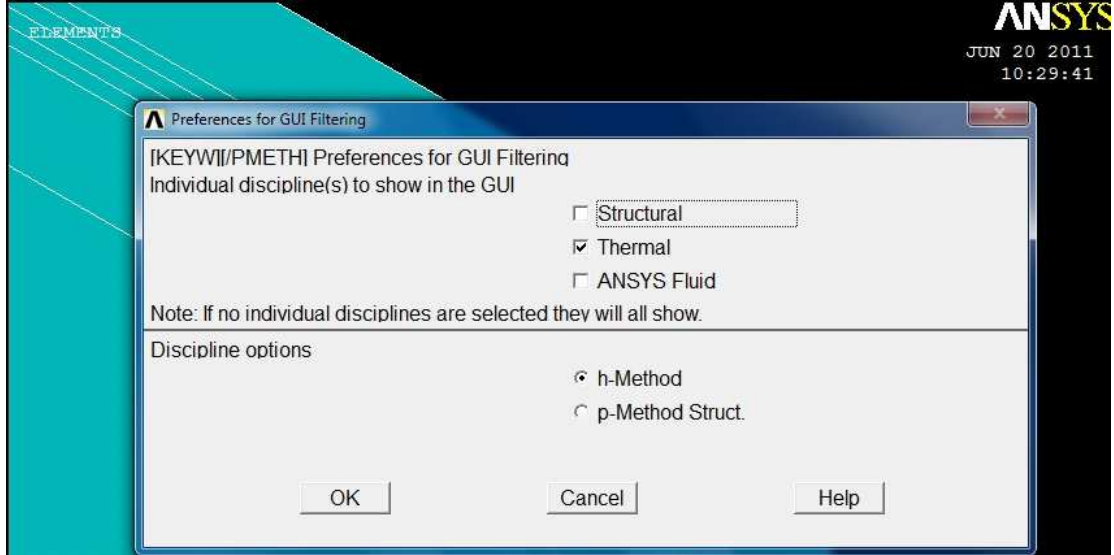 ELEMENTS
ANSYS
JUN 20 2011
10:29:41
Preferences for GUI Filtering
[KEYW][/PMETH] Preferences for GUI Filtering
Individual discipline(s) to show in the GUI
Structural
Thermal
ANSYS Fluid
Note: If no individual disciplines are selected they will all show.
Discipline options
h-Method
p-Method Struct.
OK Cancel Help